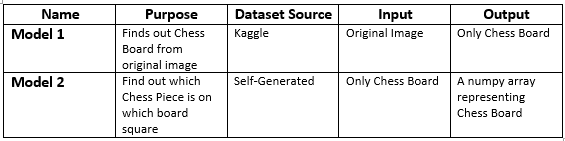 Name Purpose Dataset Source Input Output
Model 1 Finds out Chess Kaggle Original Image Only Chess Board
Board from
original image
Model 2 Find out which Self-Generated Only Chess Board A numpy array
Chess Piece is on representing
which board Chess Board
square